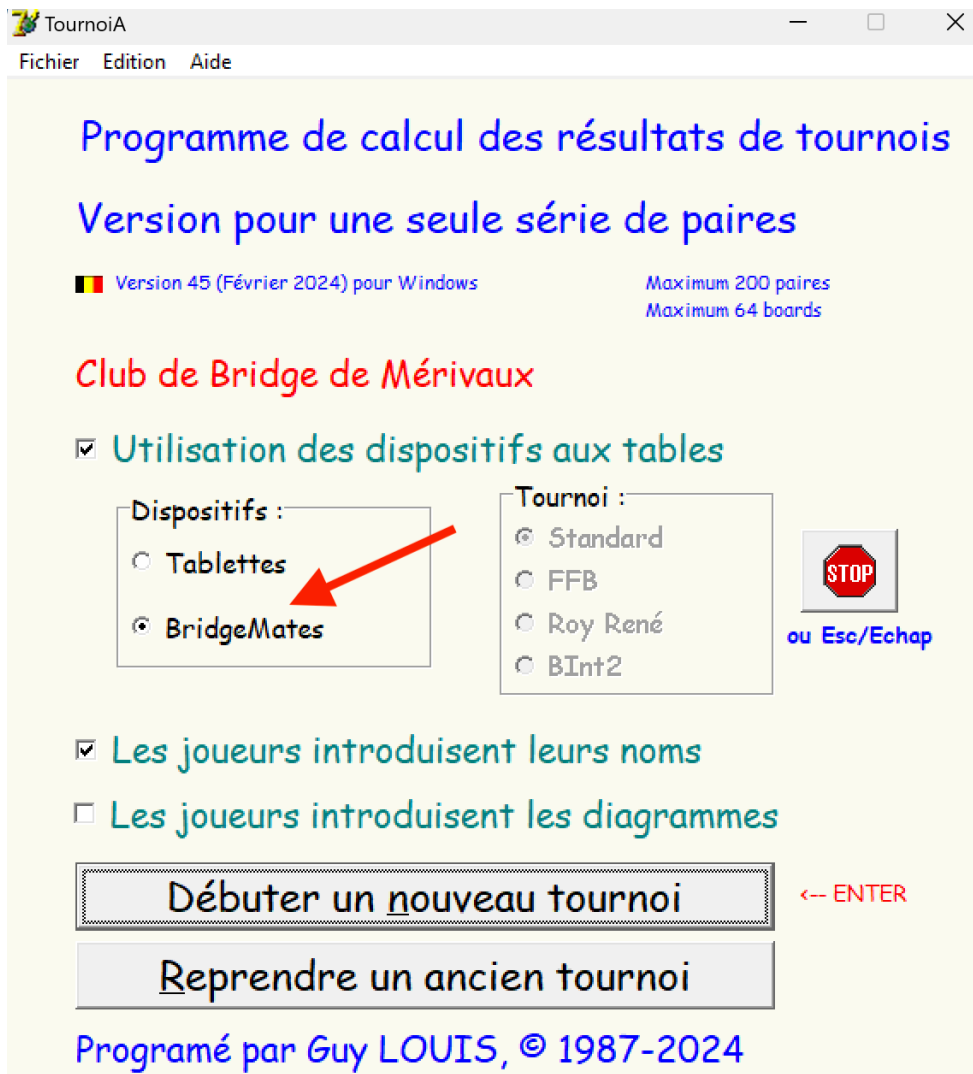 TournoiA
Fichier Edition Aide
Programme de calcul des résultats de tournois
Version pour une seule série de paires
Version 45 (Février 2024) pour Windows
Maximum 200 paires
Maximum 64 boards
Club de Bridge de Mérivaux
Utilisation des dispositifs aux tables
Dispositifs :
Tablettes
BridgeMates
Tournoi :
Standard
FFB
Roy René
BInt2
STOP
ou Esc/Echap
Les joueurs introduisent leurs noms
Les joueurs introduisent les diagrammes
Débuter un nouveau tournoi
<-- ENTER
Reprendre un ancien tournoi
Programé par Guy LOUIS, © 1987-2024